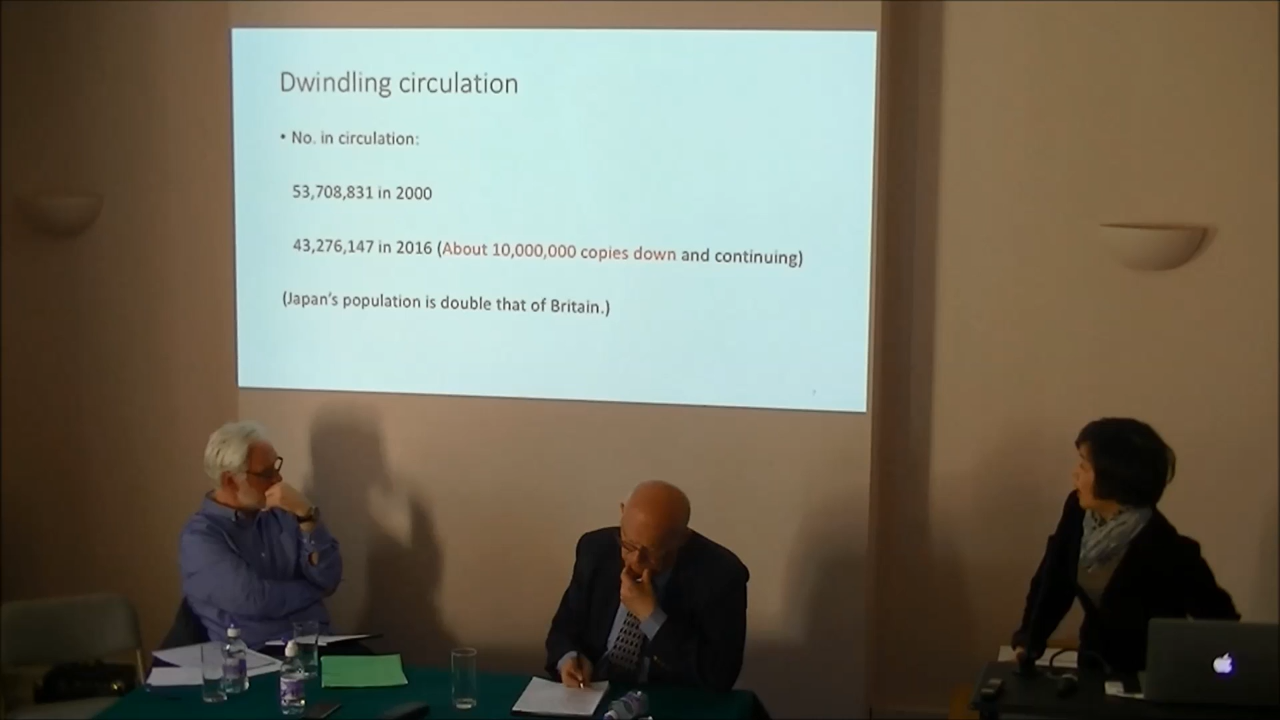 Dwindling circulation
• No. in circulation:
53,708,831 in 2000
43,276,147 in 2016 (About 10,000,000 copies down and continuing)
(Japan's population is double that of Britain.)